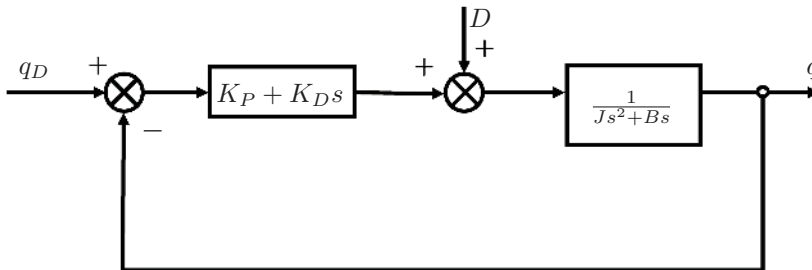 D
+
q_D
+
+
q
K_P + K_D s
1
Js^2+Bs
−